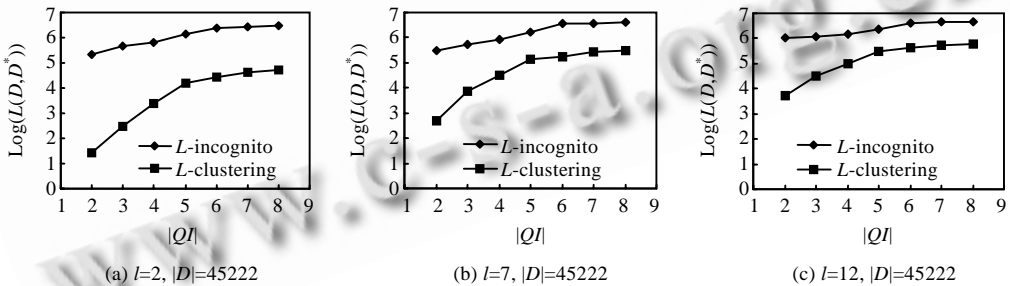 7
6
5
4
3
2
1
0
Log(L(D,D*))
L-incognito
L-clustering
1 2 3 4 5 6 7 8 9
|QI|
(a) l=2, |D|=45222
7
6
5
4
3
2
1
0
Log(L(D,D*))
L-incognito
L-clustering
1 2 3 4 5 6 7 8 9
|QI|
(b) l=7, |D|=45222
7
6
5
4
3
2
1
0
Log(L(D,D*))
L-incognito
L-clustering
1 2 3 4 5 6 7 8 9
|QI|
(c) l=12, |D|=45222
www.c-s-a.org.cn